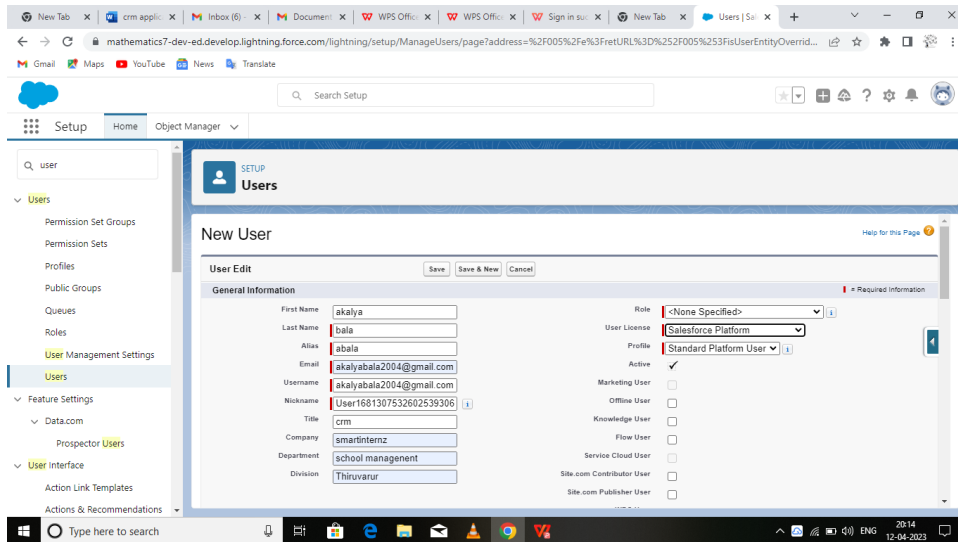 New Tab
crm applic
Inbox (6) -
Document
WPS Office
WPS Office
Sign in suc
New Tab
Users | Sal
mathematics7-dev-ed.develop.lightning.force.com/lightning/setup/ManageUsers/page?address=%2F005%2Fe%3FretURL%3D%252F005%253FisUserEntityOverrid...
Gmail
Maps
YouTube
News
Translate
Search Setup
Setup
Home
Object Manager
user
SETUP
Users
Users
Permission Set Groups
Permission Sets
Profiles
Public Groups
Queues
Roles
User Management Settings
Users
Feature Settings
Data.com
Prospector Users
User Interface
Action Link Templates
Actions & Recommendations
New User
Help for this Page
User Edit
Save
Save & New
Cancel
General Information
= Required Information
First Name akalya
Last Name bala
Alias abala
Email akalyabala2004@gmail.com
Username akalyabala2004@gmail.com
Nickname User1681307532602539306
Title crm
Company smartinternz
Department school managenent
Division Thiruvarur
Role <None Specified>
User License Salesforce Platform
Profile Standard Platform User
Active
Marketing User
Offline User
Knowledge User
Flow User
Service Cloud User
Site.com Contributor User
Site.com Publisher User
Type here to search
ENG
20:14
12-04-2023